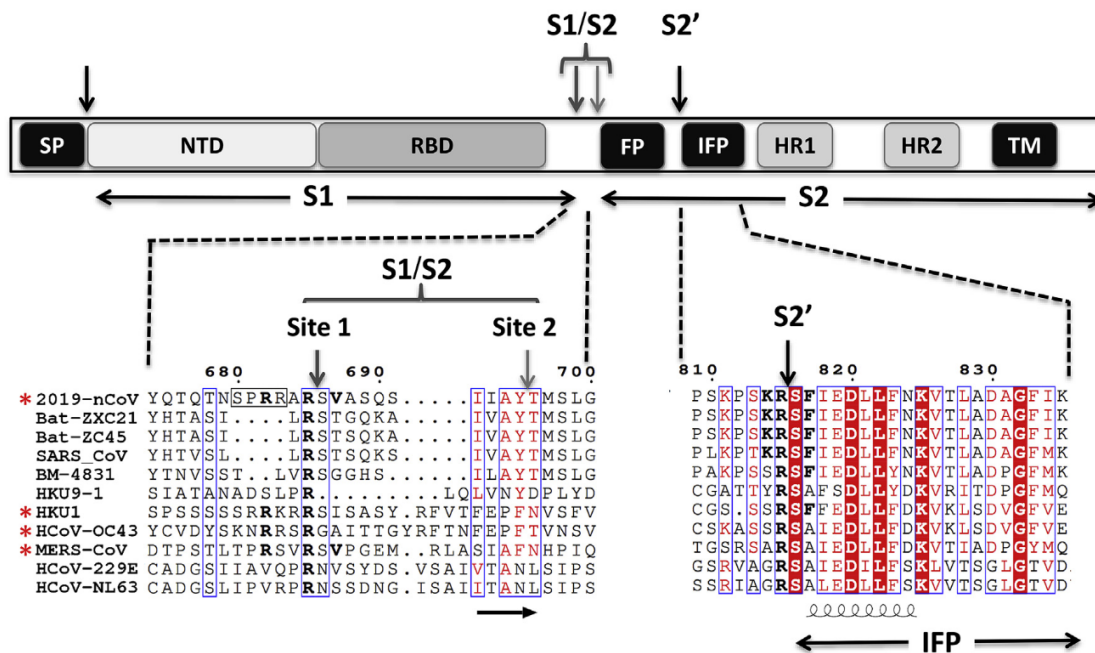 S1/S2
S2’
SP NTD RBD FP IFP HR1 HR2 TM
S1 S2
S1/S2
Site 1 Site 2 S2’
680 690 700 810 820 830
*2019-nCoV YQTQTNSPRRARSVASQS.....IIAYTMSLG PSKPSKRSFIEDLLFNKVTLADAGFIK
Bat-ZXC21 YHTASI....LRSTGQKA.....IVAYTMSLG PSKPSKRSFIEDLLFNKVTLADAGFIK
Bat-ZC45 YHTASI....LRSTSQKA.....IVAYTMSLG PLKPTKRSFIEDLLFNKVTLADAGFMK
SARS_CoV YHTVSL....LRSTSQKA.....IVAYTMSLG
BM-4831 YTNVSST..LVRSGGHS......ILAYTMSLG PAKPSSRSFIEDLLYNKVTLADPGFMK
HKU9-1 SIATANADSLPR.........LQLVNYDPLYD CGATTYRSAFSDLLYDKVRITDPGFMQ
*HKU1 SPSSSSSRRKRRSISASY.RFVTFEPFNVSFV
*HCoV-OC43 YCVDYSKNRRSRGAITTGYRFTNFEPFTVNSV CSKASSRSAIEDLLFDKVKLSDVGFVE
*MERS-CoV DTPSTLTPRSVRSVPGEM..RLASIAFNHPIQ TGSRSARSAIEDLLFDKVTIADPGYMQ
HCoV-229E CADGSIIAVQPRNVSYDS.VSAIVTANLSIPS GSRVAGRSAIEDILFSKLVTSGLGTVD
HCoV-NL63 CADGSLIPVRPRNSSDNG.ISAIITANLSIPS SSRIAGRSALEDLLFSKVVTSGLGTVD
IFP